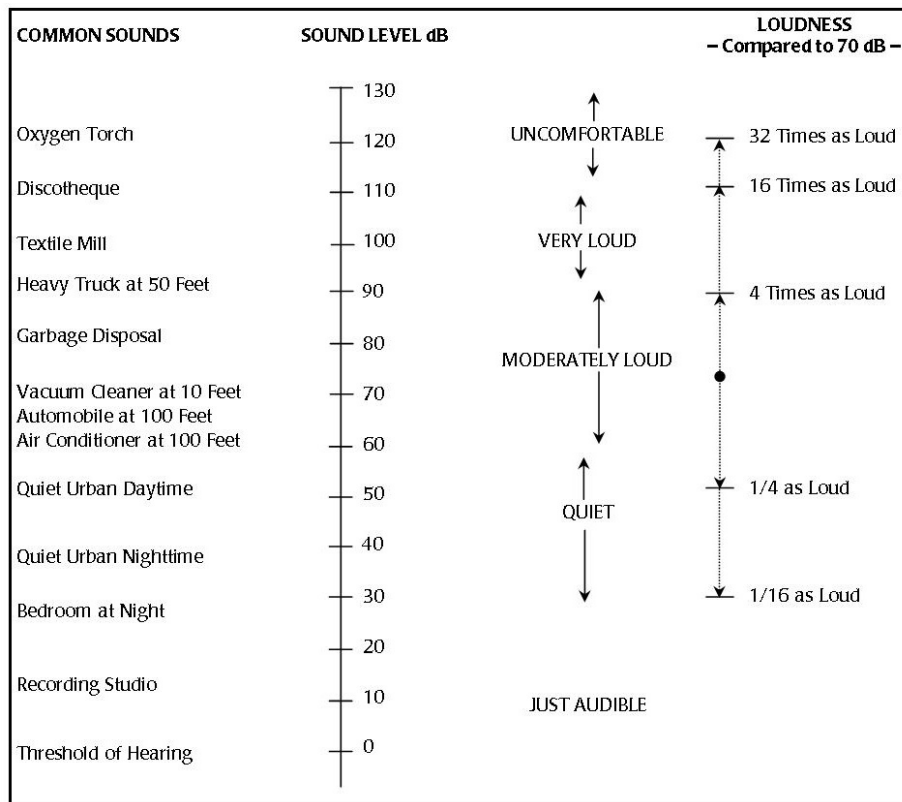 COMMON SOUNDS SOUND LEVEL dB LOUDNESS
– Compared to 70 dB –
130
Oxygen Torch 120 UNCOMFORTABLE 32 Times as Loud
Discotheque 110 16 Times as Loud
Textile Mill 100 VERY LOUD
Heavy Truck at 50 Feet 90 4 Times as Loud
Garbage Disposal 80 MODERATELY LOUD
Vacuum Cleaner at 10 Feet 70
Automobile at 100 Feet
Air Conditioner at 100 Feet 60
Quiet Urban Daytime 50 1/4 as Loud
QUIET
Quiet Urban Nighttime 40
Bedroom at Night 30 1/16 as Loud
20
Recording Studio 10 JUST AUDIBLE
Threshold of Hearing 0